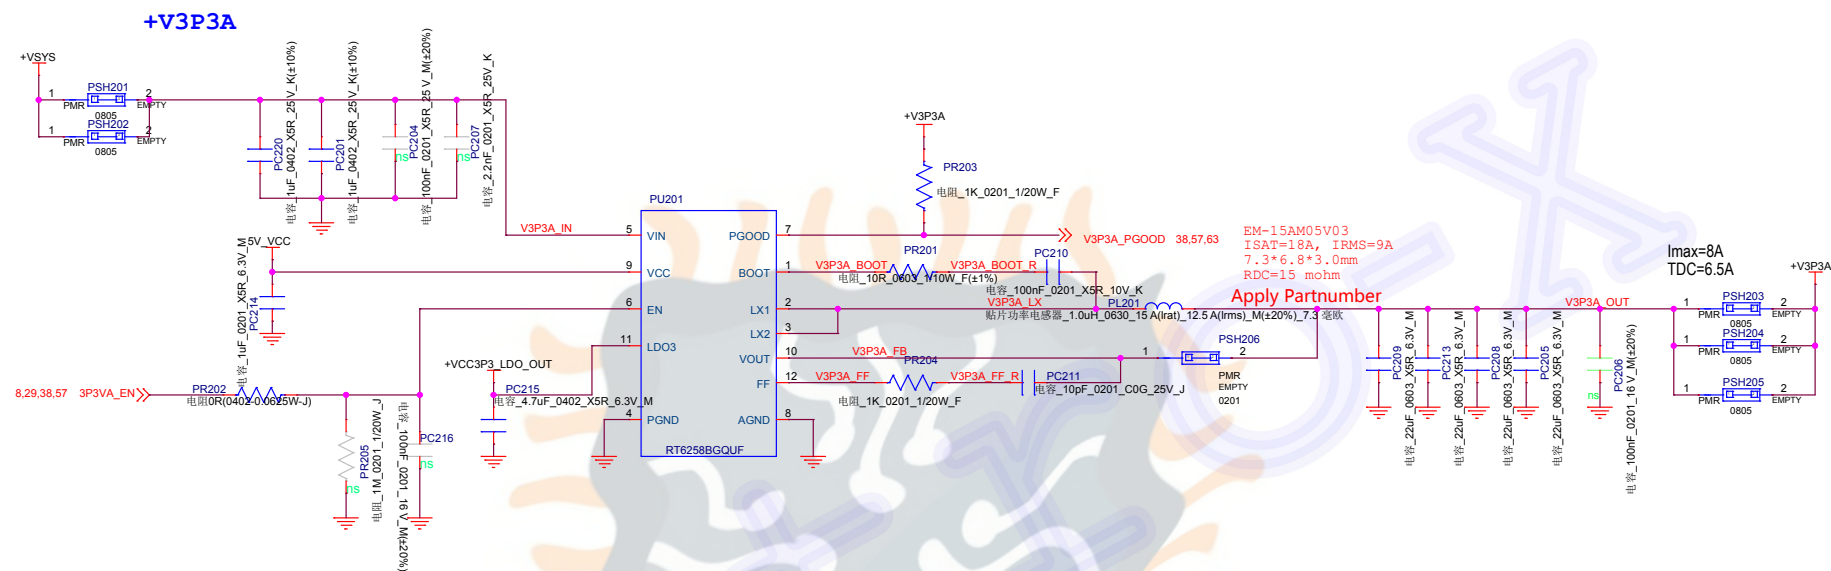 +V3P3A
+VSYS
1
PSH201
2
PMR
EMPTY
0805
1
PSH202
2
PMR
EMPTY
0805
PC220
电容_1uF_0402_X5R_25V_K(±10%)
PC201
电容_1uF_0402_X5R_25V_K(±10%)
PC204
ns
电容_100nF_0201_X5R_25V_M(±20%)
PC207
ns
电容_2.2nF_0201_X5R_25V_K
5V_VCC
PC214
电容_1uF_0201_X5R_6.3V_M
V3P3A_IN
PU201
5 VIN
9 VCC
6 EN
11 LDO3
4 PGND
PGOOD 7
BOOT 1
LX1 2
LX2 3
VOUT 10
FF 12
AGND 8
RT6258BGQUF
+V3P3A
PR203
电阻_1K_0201_1/20W_F
V3P3A_PGOOD 38,57,63
V3P3A_BOOT
PR201
电阻_10R_0603_1/10W_F(±1%)
V3P3A_BOOT_R
PC210
电容_100nF_0201_X5R_10V_K
V3P3A_LX
PL201
贴片功率电感器_1.0uH_0630_15A(Irat)_12.5A(Irms)_M(±20%)_7.3毫欧
EM-15AM05V03
ISAT=18A, IRMS=9A
7.3*6.8*3.0mm
RDC=15 mohm
Apply Partnumber
V3P3A_FB
1
PSH206
2
PMR
EMPTY
0201
V3P3A_FF
PR204
电阻_1K_0201_1/20W_F
V3P3A_FF_R
PC211
电容_10pF_0201_C0G_25V_J
+VCC3P3_LDO_OUT
PC215
电容_4.7uF_0402_X5R_6.3V_M
8,29,38,57 3P3VA_EN
PR202
电阻0R(0402-0.0625W-J)
PR205
ns
电阻_1M_0201_1/20W_J
PC216
ns
电容_100nF_0201_16V_M(±20%)
PC209
电容_22uF_0603_X5R_6.3V_M
PC213
电容_22uF_0603_X5R_6.3V_M
PC208
电容_22uF_0603_X5R_6.3V_M
PC205
电容_22uF_0603_X5R_6.3V_M
PC206
ns
电容_100nF_0201_16V_M(±20%)
V3P3A_OUT
Imax=8A
TDC=6.5A
+V3P3A
1
PSH203
2
PMR
EMPTY
0805
1
PSH204
2
PMR
EMPTY
0805
1
PSH205
2
PMR
EMPTY
0805